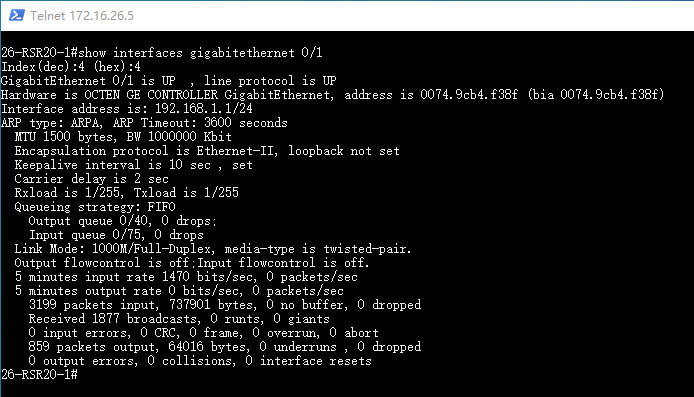 Telnet 172.16.26.5
26-RSR20-1#show interfaces gigabitethernet 0/1
Index(dec):4 (hex):4
GigabitEthernet 0/1 is UP  , line protocol is UP
Hardware is OCTEN GE CONTROLLER GigabitEthernet, address is 0074.9cb4.f38f (bia 0074.9cb4.f38f)
Interface address is: 192.168.1.1/24
ARP type: ARPA, ARP Timeout: 3600 seconds
  MTU 1500 bytes, BW 1000000 Kbit
  Encapsulation protocol is Ethernet-II, loopback not set
  Keepalive interval is 10 sec , set
  Carrier delay is 2 sec
  Rxload is 1/255, Txload is 1/255
  Queueing strategy: FIFO
    Output queue 0/40, 0 drops;
    Input queue 0/75, 0 drops
  Link Mode: 1000M/Full-Duplex, media-type is twisted-pair.
  Output flowcontrol is off;Input flowcontrol is off.
  5 minutes input rate 1470 bits/sec, 0 packets/sec
  5 minutes output rate 0 bits/sec, 0 packets/sec
    3199 packets input, 737901 bytes, 0 no buffer, 0 dropped
    Received 1877 broadcasts, 0 runts, 0 giants
    0 input errors, 0 CRC, 0 frame, 0 overrun, 0 abort
    859 packets output, 64016 bytes, 0 underruns , 0 dropped
    0 output errors, 0 collisions, 0 interface resets
26-RSR20-1#